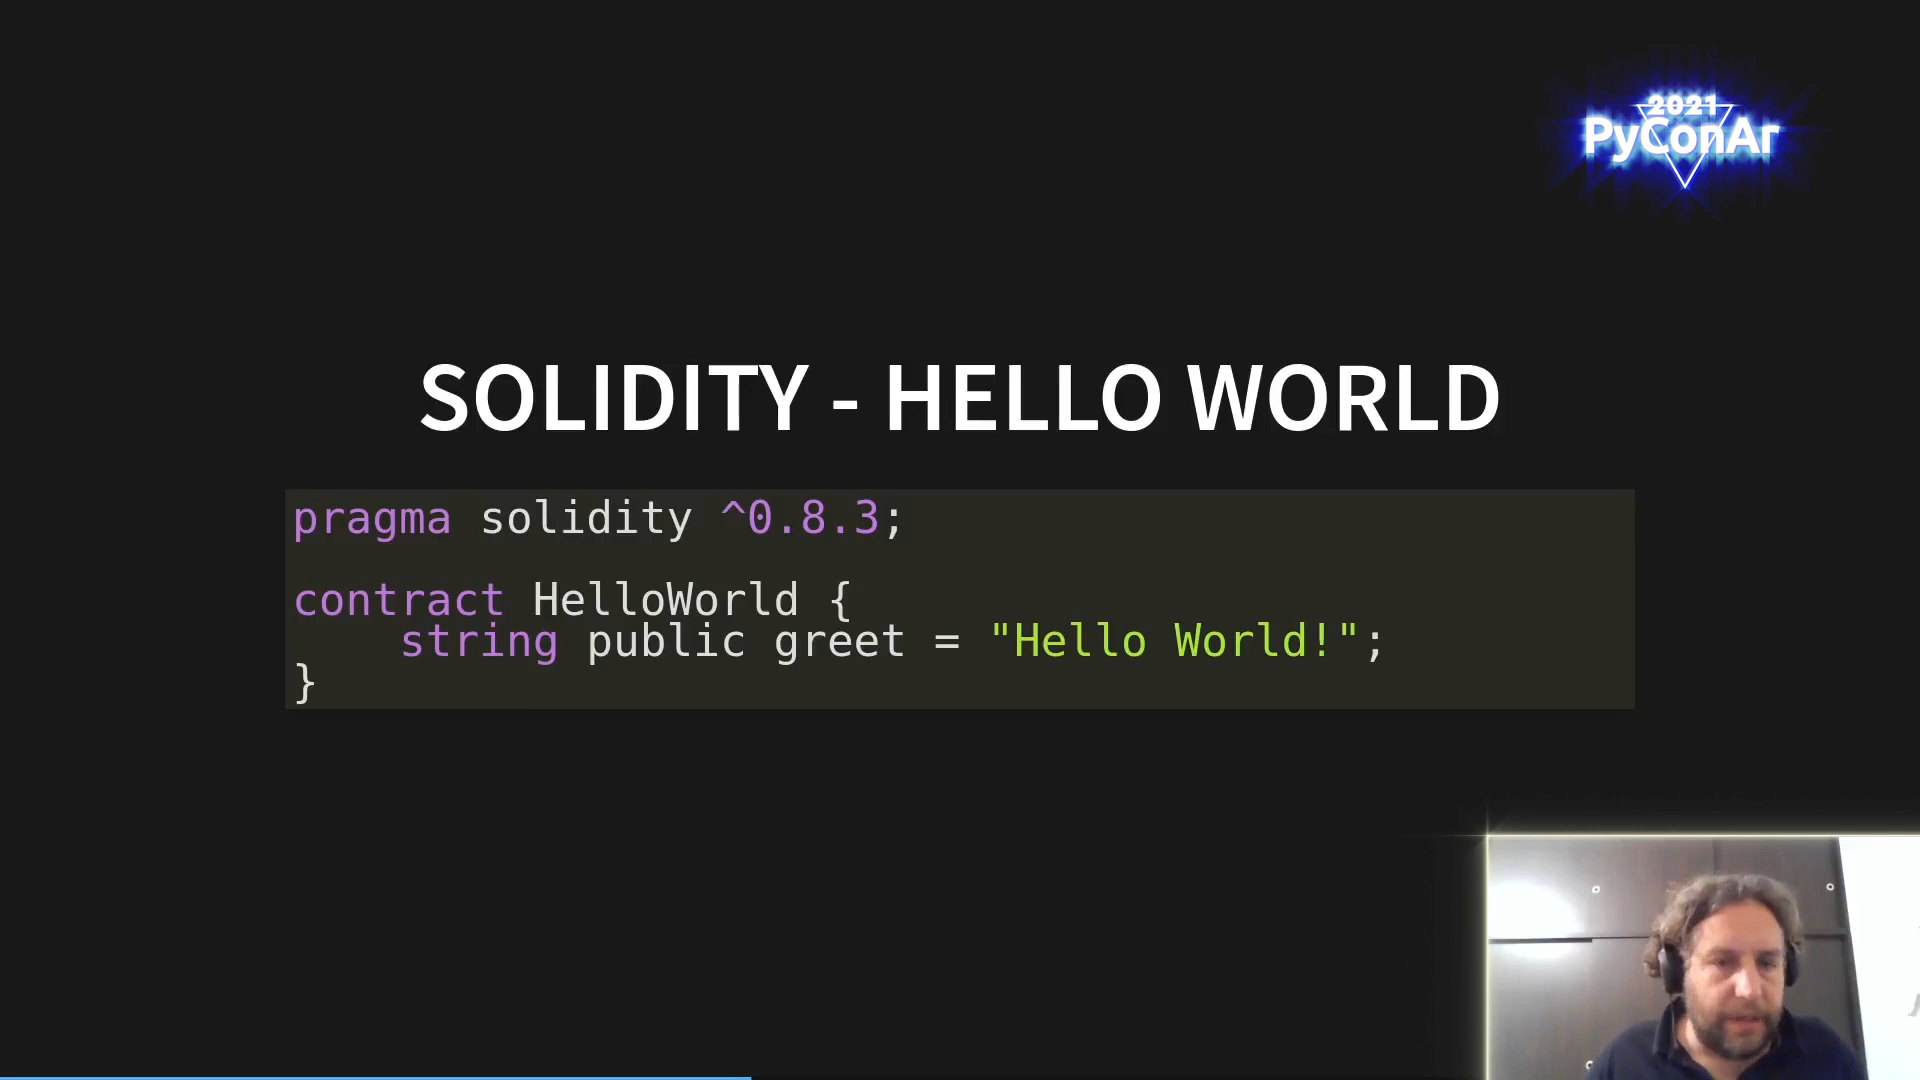 2021
PyConAr
SOLIDITY - HELLO WORLD
pragma solidity ^0.8.3;
contract HelloWorld {
    string public greet = "Hello World!";
}